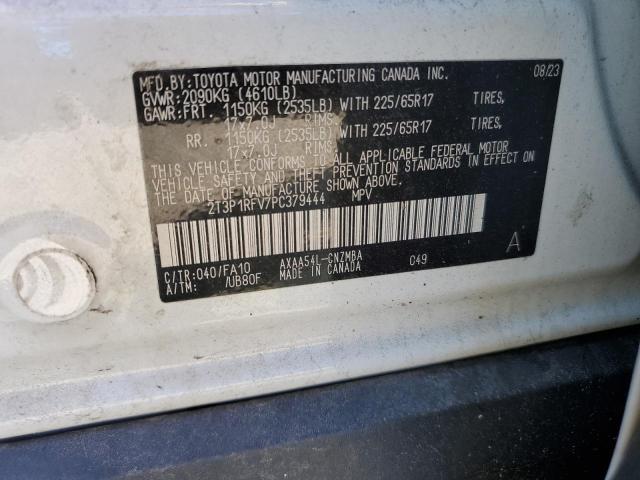 MFD. BY: TOYOTA MOTOR MANUFACTURING CANADA INC. 08/23
GVWR: 2090KG (4610LB)
GAWR: FRT. 1150KG (2535LB) WITH 225/65R17 TIRES,
17X7.0J RIMS
RR. 1150KG (2535LB) WITH 225/65R17 TIRES,
17X7.0J RIMS
THIS VEHICLE CONFORMS TO ALL APPLICABLE FEDERAL MOTOR
VEHICLE SAFETY AND THEFT PREVENTION STANDARDS IN EFFECT ON
THE DATE OF MANUFACTURE SHOWN ABOVE.
2T3P1RFV7PC379444 MPV
A
C/TR: 040/FA10 AXAA54L-CNZMBA C49
A/TM: /UB80F MADE IN CANADA